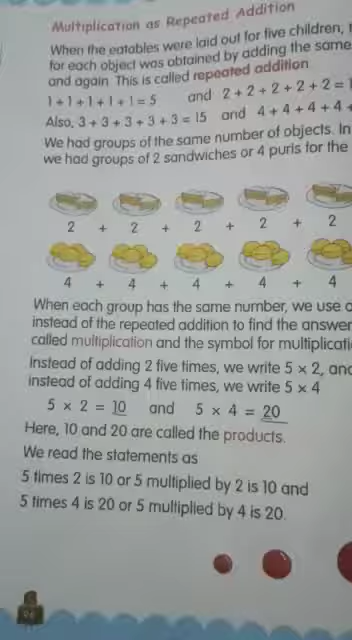 Multiplication as Repeated Addition
When the eatables were laid out for five children,
for each object was obtained by adding the same
and again. This is called repeated addition.
1 + 1 + 1 + 1 + 1 = 5 and 2 + 2 + 2 + 2 + 2 =
Also, 3 + 3 + 3 + 3 + 3 = 15 and 4 + 4 + 4 + 4 +
We had groups of the same number of objects. In
we had groups of 2 sandwiches or 4 puris for the
2 + 2 + 2 + 2 + 2
4 + 4 + 4 + 4 + 4
When each group has the same number, we use
instead of the repeated addition to find the answer
called multiplication and the symbol for
Instead of adding 2 five times, we write 5 × 2, and
instead of adding 4 five times, we write 5 × 4
5 × 2 = 10 and 5 × 4 = 20
Here, 10 and 20 are called the products.
We read the statements as
5 times 2 is 10 or 5 multiplied by 2 is 10 and
5 times 4 is 20 or 5 multiplied by 4 is 20.